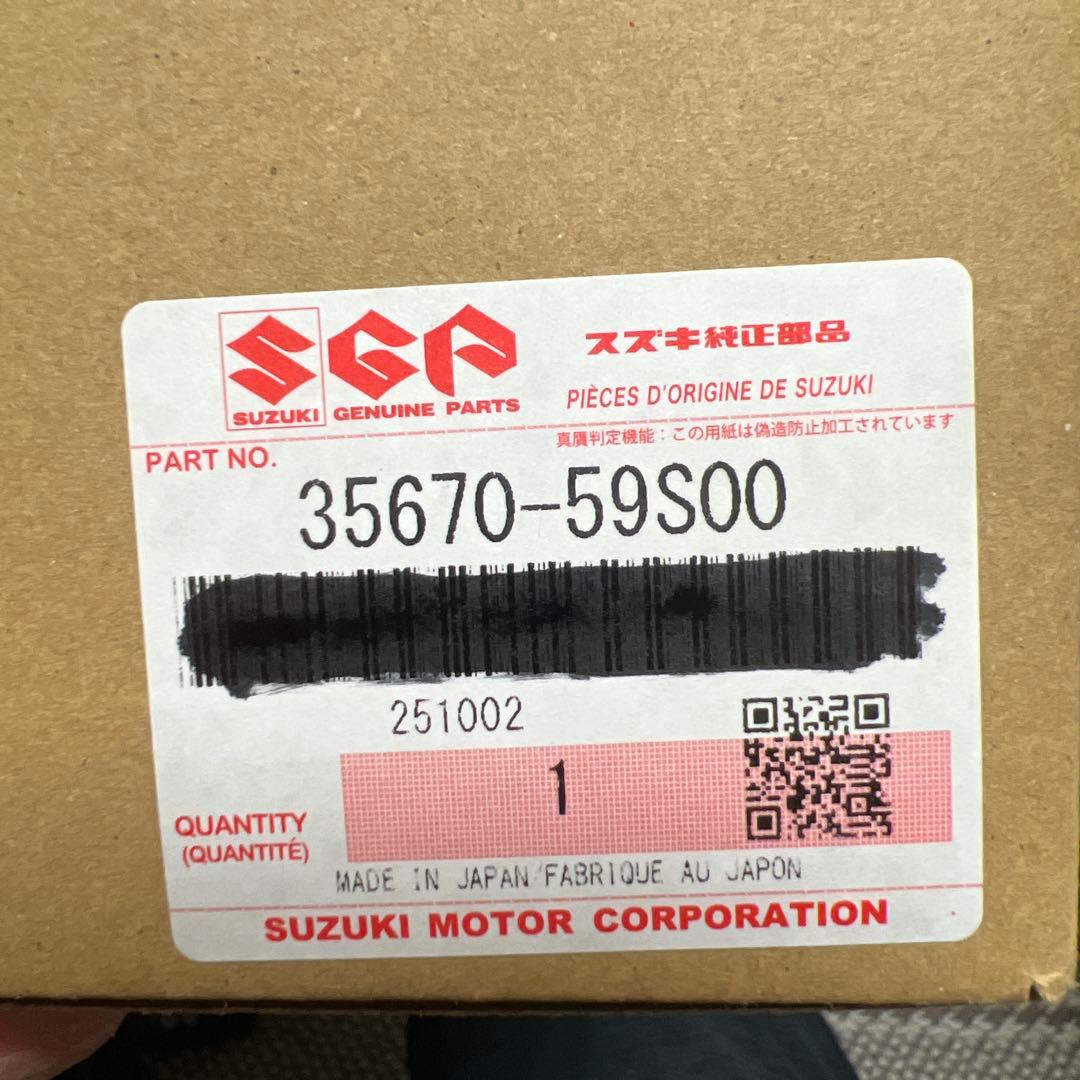 SGP
SUZUKI GENUINE PARTS
スズキ純正部品
PIÈCES D'ORIGINE DE SUZUKI
真贋判定機能：この用紙は偽造防止加工されています
PART NO.
35670-59S00
251002
1
QUANTITY
(QUANTITÉ)
MADE IN JAPAN/FABRIQUE AU JAPON
SUZUKI MOTOR CORPORATION